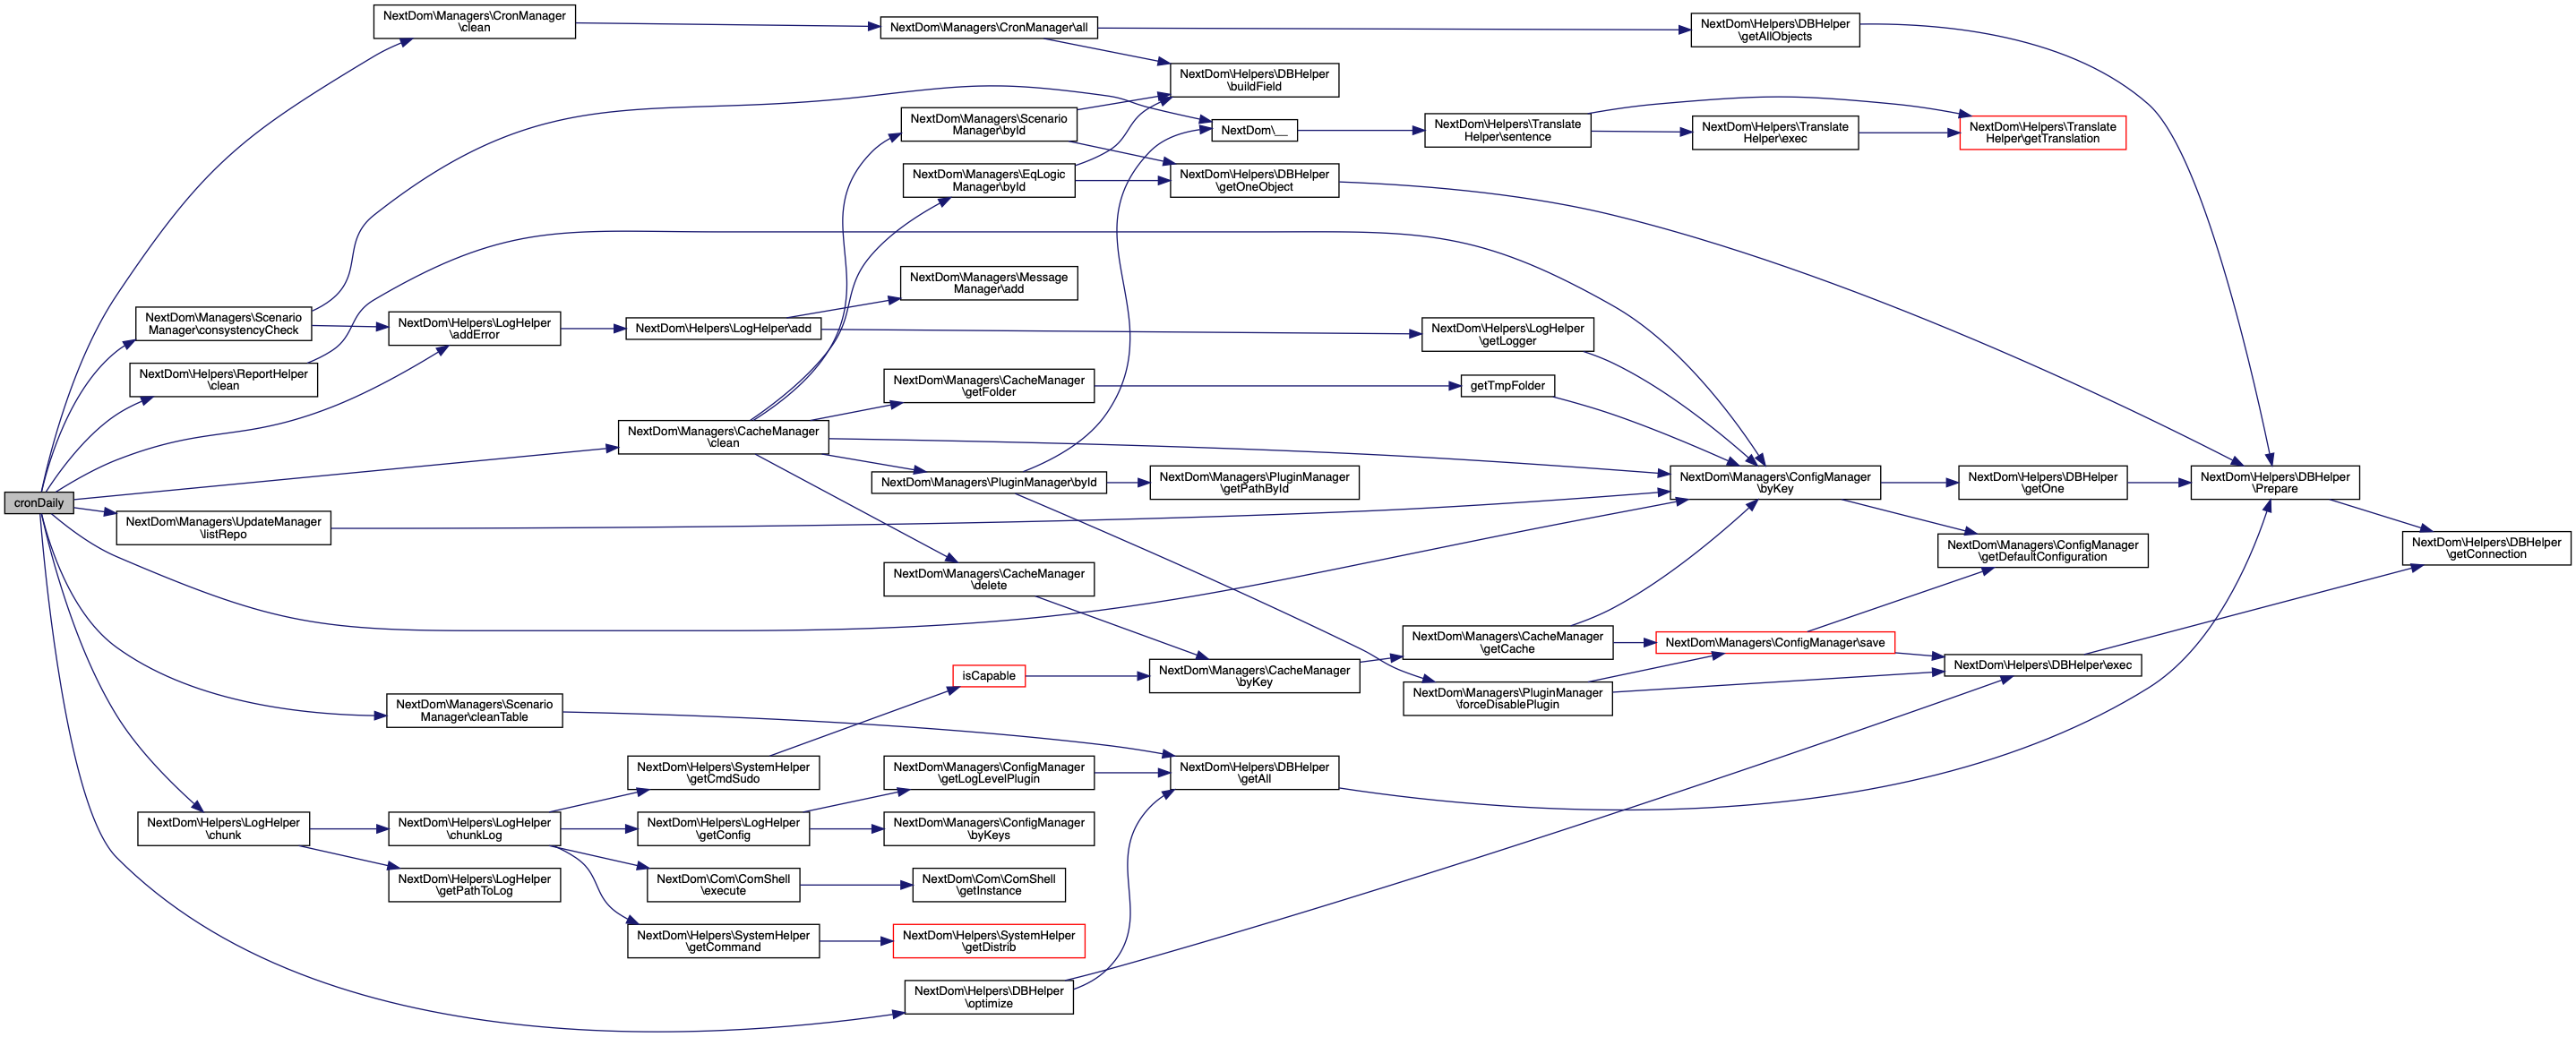 NextDom\Managers\CronManager
\clean
NextDom\Managers\CronManager\all
NextDom\Helpers\DBHelper
\getAllObjects
NextDom\Helpers\DBHelper
\buildField
NextDom\Managers\Scenario
Manager\byId
NextDom\__
NextDom\Helpers\Translate
Helper\sentence
NextDom\Helpers\Translate
Helper\exec
NextDom\Helpers\Translate
Helper\getTranslation
NextDom\Managers\EqLogic
Manager\byId
NextDom\Helpers\DBHelper
\getOneObject
NextDom\Managers\Message
Manager\add
NextDom\Managers\Scenario
Manager\consystencyCheck
NextDom\Helpers\LogHelper
\addError
NextDom\Helpers\LogHelper\add
NextDom\Helpers\LogHelper
\getLogger
NextDom\Helpers\ReportHelper
\clean
NextDom\Managers\CacheManager
\getFolder
getTmpFolder
NextDom\Managers\CacheManager
\clean
NextDom\Managers\PluginManager\byId
NextDom\Managers\PluginManager
\getPathById
NextDom\Managers\ConfigManager
\byKey
NextDom\Helpers\DBHelper
\getOne
NextDom\Helpers\DBHelper
\Prepare
cronDaily
NextDom\Managers\UpdateManager
\listRepo
NextDom\Managers\ConfigManager
\getDefaultConfiguration
NextDom\Helpers\DBHelper
\getConnection
NextDom\Managers\CacheManager
\delete
NextDom\Managers\CacheManager
\getCache
NextDom\Managers\ConfigManager\save
NextDom\Helpers\DBHelper\exec
isCapable
NextDom\Managers\CacheManager
\byKey
NextDom\Managers\PluginManager
\forceDisablePlugin
NextDom\Managers\Scenario
Manager\cleanTable
NextDom\Helpers\SystemHelper
\getCmdSudo
NextDom\Managers\ConfigManager
\getLogLevelPlugin
NextDom\Helpers\DBHelper
\getAll
NextDom\Helpers\LogHelper
\chunk
NextDom\Helpers\LogHelper
\chunkLog
NextDom\Helpers\LogHelper
\getConfig
NextDom\Managers\ConfigManager
\byKeys
NextDom\Helpers\LogHelper
\getPathToLog
NextDom\Com\ComShell
\execute
NextDom\Com\ComShell
\getInstance
NextDom\Helpers\SystemHelper
\getCommand
NextDom\Helpers\SystemHelper
\getDistrib
NextDom\Helpers\DBHelper
\optimize